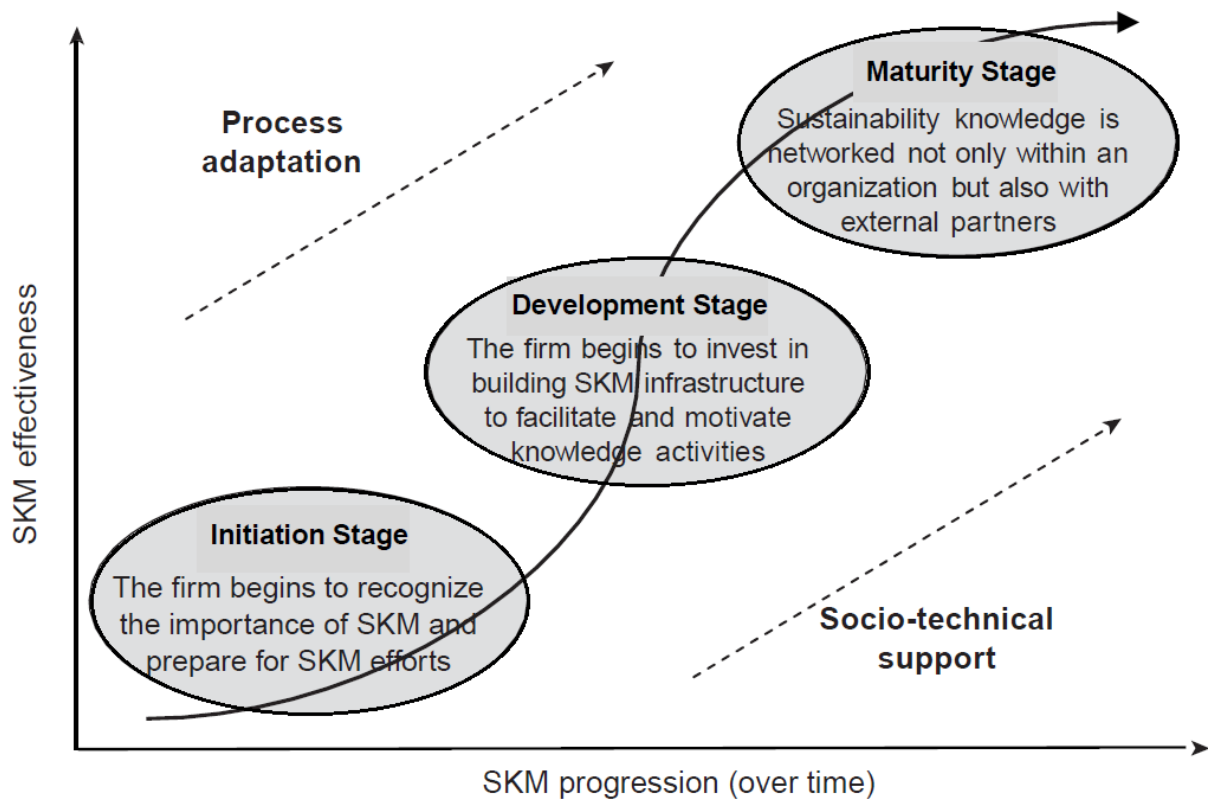 Maturity Stage
Sustainability knowledge is
networked not only within an
organization but also with
external partners
Process
adaptation
Development Stage
The firm begins to invest in
building SKM infrastructure
to facilitate and motivate
knowledge activities
SKM effectiveness
Initiation Stage
The firm begins to recognize
the importance of SKM and
prepare for SKM efforts
Socio-technical
support
SKM progression (over time)